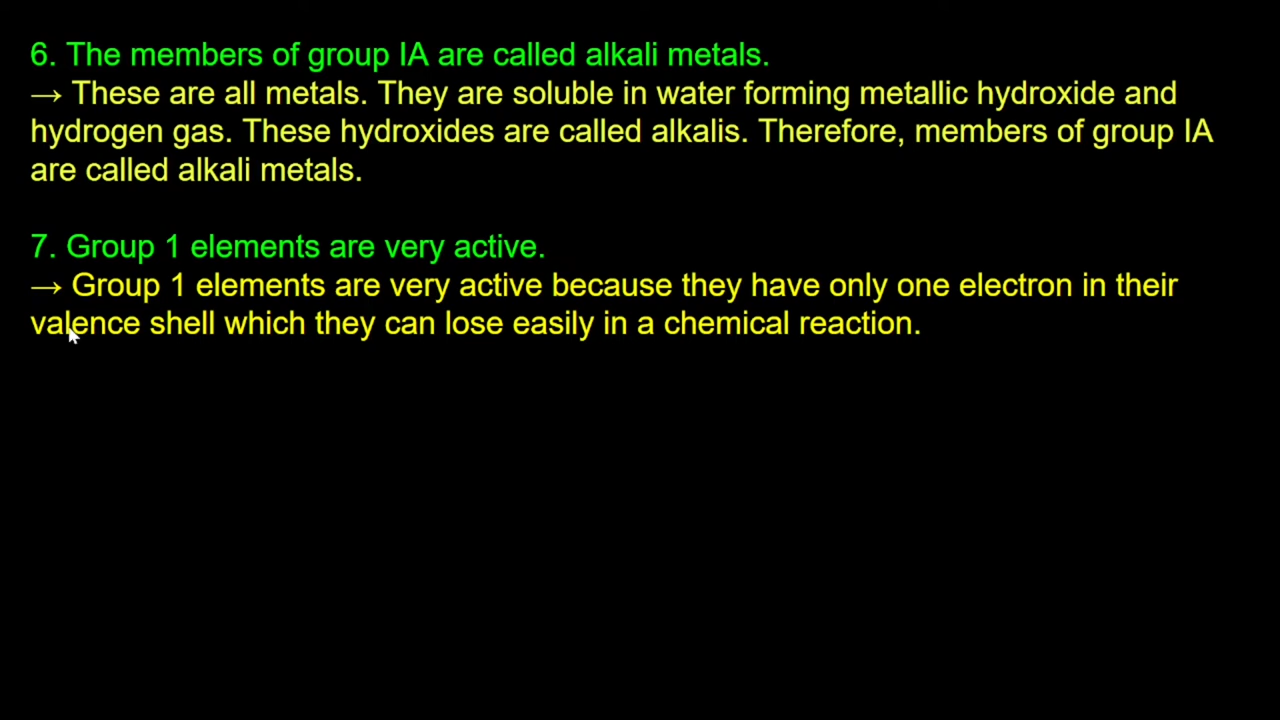 6. The members of group IA are called alkali metals.
→ These are all metals. They are soluble in water forming metallic hydroxide and
hydrogen gas. These hydroxides are called alkalis. Therefore, members of group IA
are called alkali metals.
7. Group 1 elements are very active.
→ Group 1 elements are very active because they have only one electron in their
valence shell which they can lose easily in a chemical reaction.